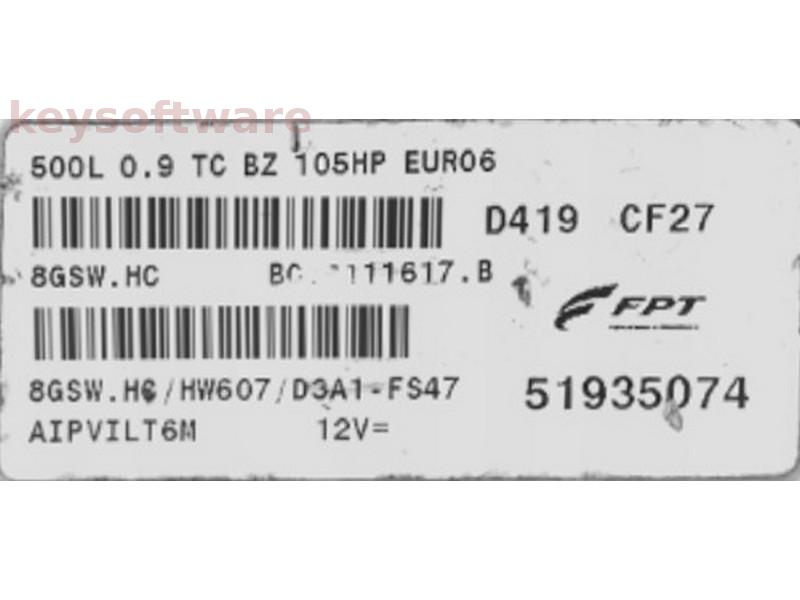 keysoftware
500L 0.9 TC BZ 105HP EURO6
D419 CF27
8GSW.HC
FPT
8GSW.HC/HW607/D3A1-FS47
51935074
AIPVILT6M 12V=